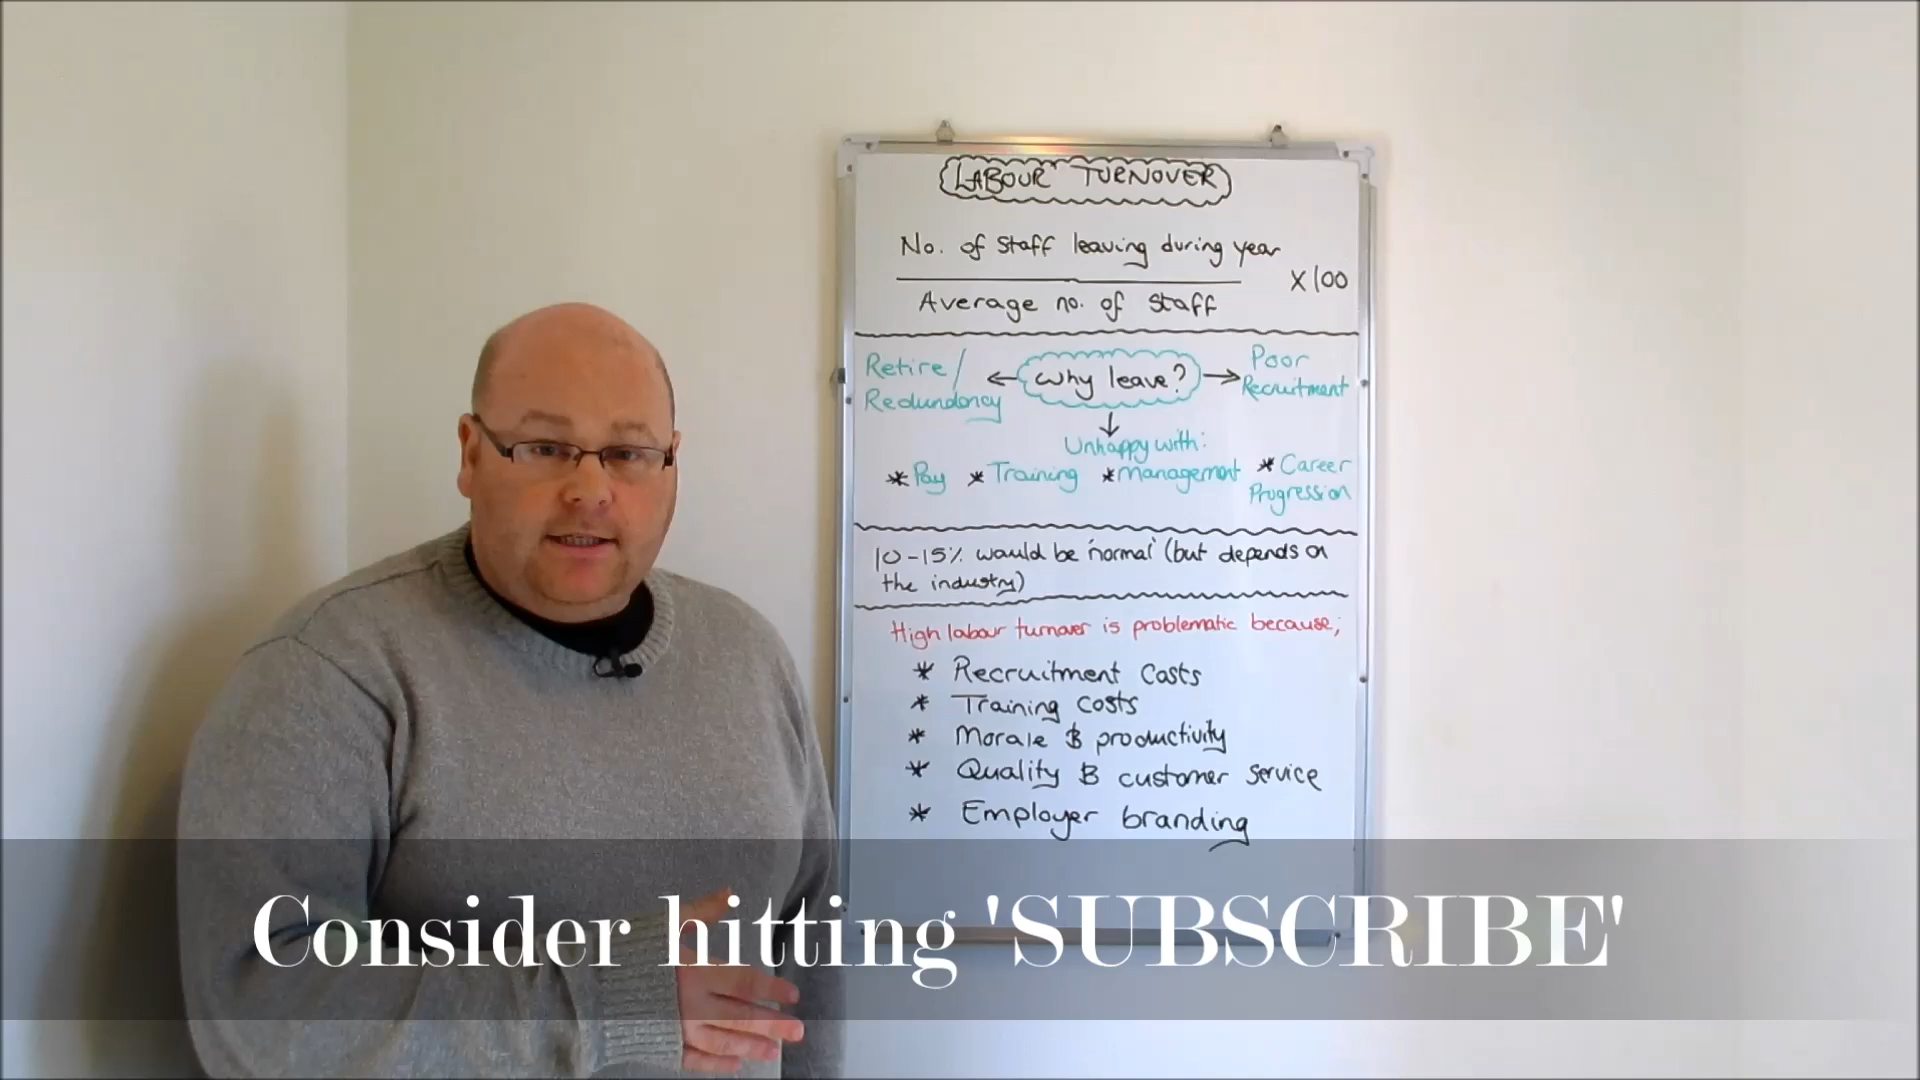 LABOUR TURNOVER
No. of staff leaving during year
X100
Average no. of staff
Retire/
Redundancy
Why leave?
Poor
Recruitment
Unhappy with:
* Pay * Training * Management * Career
Progression
10-15% would be 'normal' (but depends on
the industry)
High labour turnover is problematic because;
* Recruitment Costs
* Training costs
* Morale & productivity
* Quality & customer service
* Employer branding
Consider hitting 'SUBSCRIBE'